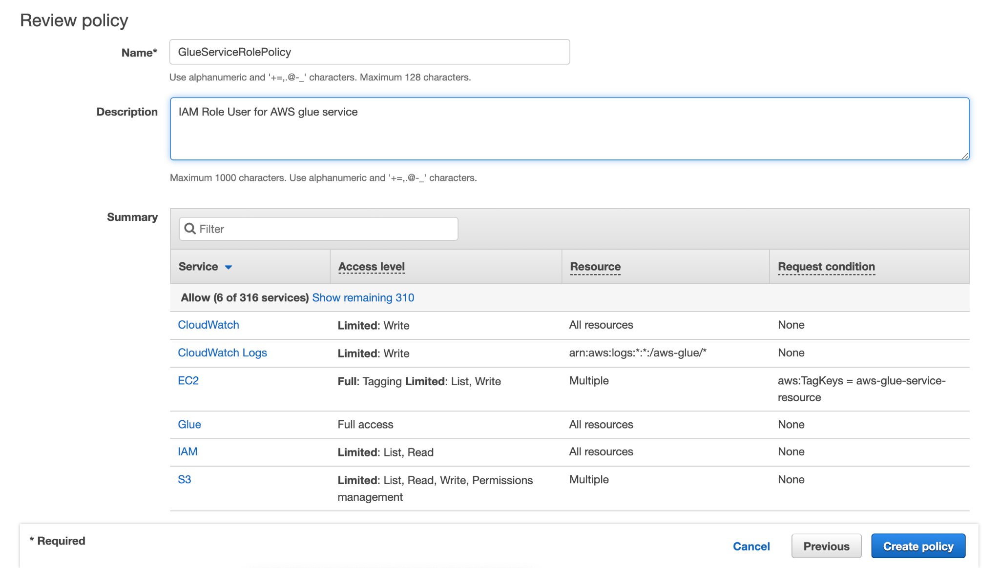 Review policy
Name*
GlueServiceRolePolicy
Use alphanumeric and '+=,.@-_' characters. Maximum 128 characters.
Description
IAM Role User for AWS glue service
Maximum 1000 characters. Use alphanumeric and '+=,.@-_' characters.
Summary
Filter
Service Access level Resource Request condition
Allow (6 of 316 services) Show remaining 310
CloudWatch Limited: Write All resources None
CloudWatch Logs Limited: Write arn:aws:logs:*:*:/aws-glue/* None
EC2 Full: Tagging Limited: List, Write Multiple aws:TagKeys = aws-glue-service-
resource
Glue Full access All resources None
IAM Limited: List, Read All resources None
S3 Limited: List, Read, Write, Permissions Multiple None
management
* Required
Cancel Previous Create policy